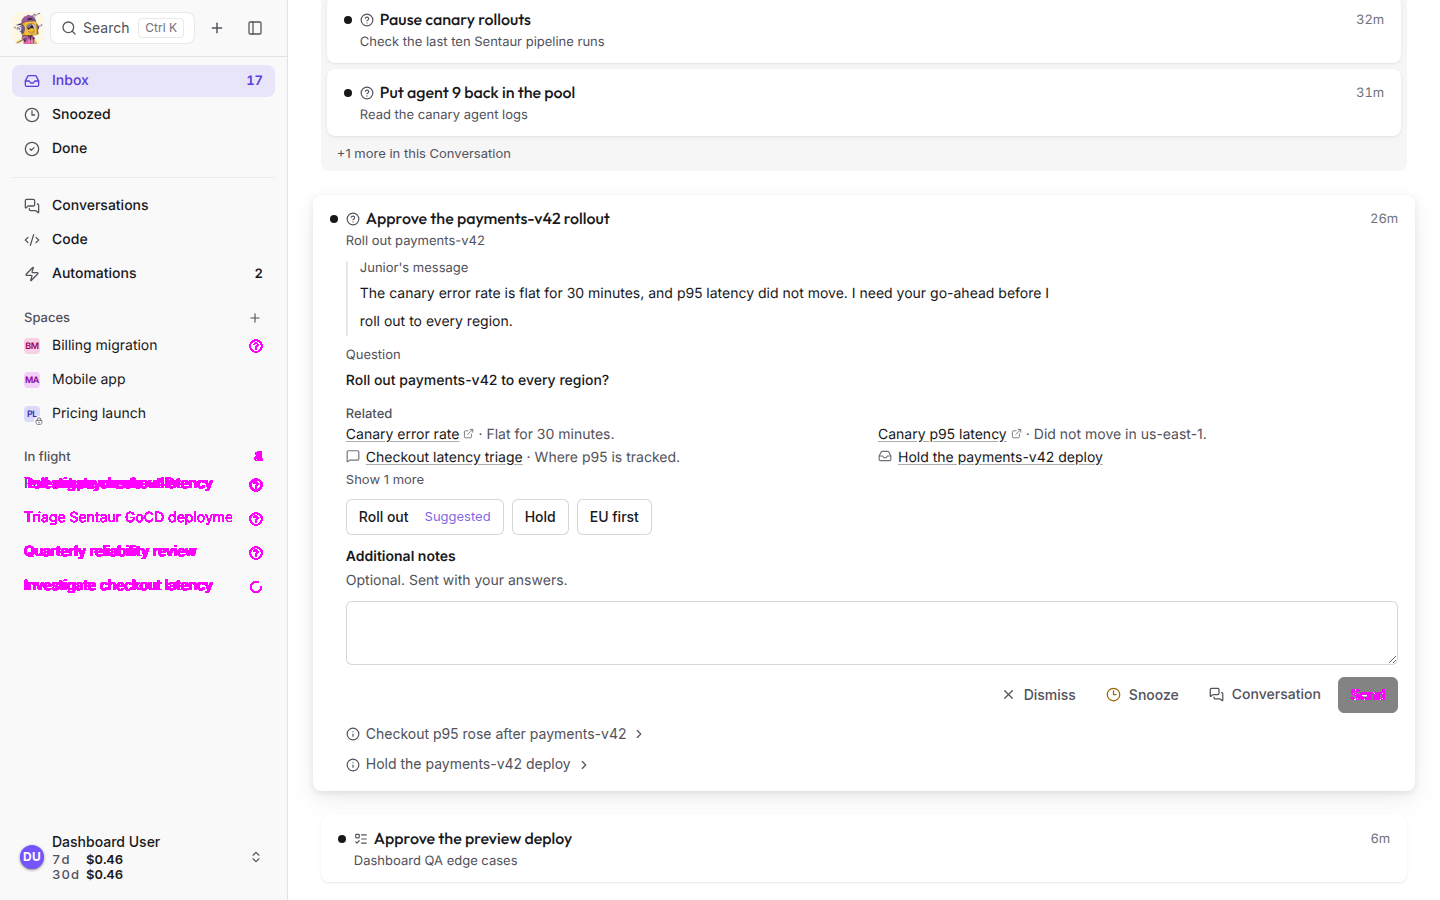 Search Ctrl K
Inbox 17
Snoozed
Done
Conversations
Code
Automations 2
Spaces
BM Billing migration
MA Mobile app
PL Pricing launch
In flight
Triage Sentaur GoCD deployme
Quarterly reliability review
Investigate checkout latency
DU Dashboard User
7d $0.46
30d $0.46
Pause canary rollouts 32m
Check the last ten Sentaur pipeline runs
Put agent 9 back in the pool 31m
Read the canary agent logs
+1 more in this Conversation
Approve the payments-v42 rollout 26m
Roll out payments-v42
Junior's message
The canary error rate is flat for 30 minutes, and p95 latency did not move. I need your go-ahead before I
roll out to every region.
Question
Roll out payments-v42 to every region?
Related
Canary error rate · Flat for 30 minutes. Canary p95 latency · Did not move in us-east-1.
Checkout latency triage · Where p95 is tracked. Hold the payments-v42 deploy
Show 1 more
Roll out Suggested Hold EU first
Additional notes
Optional. Sent with your answers.
Dismiss Snooze Conversation Send
Checkout p95 rose after payments-v42
Hold the payments-v42 deploy
Approve the preview deploy 6m
Dashboard QA edge cases